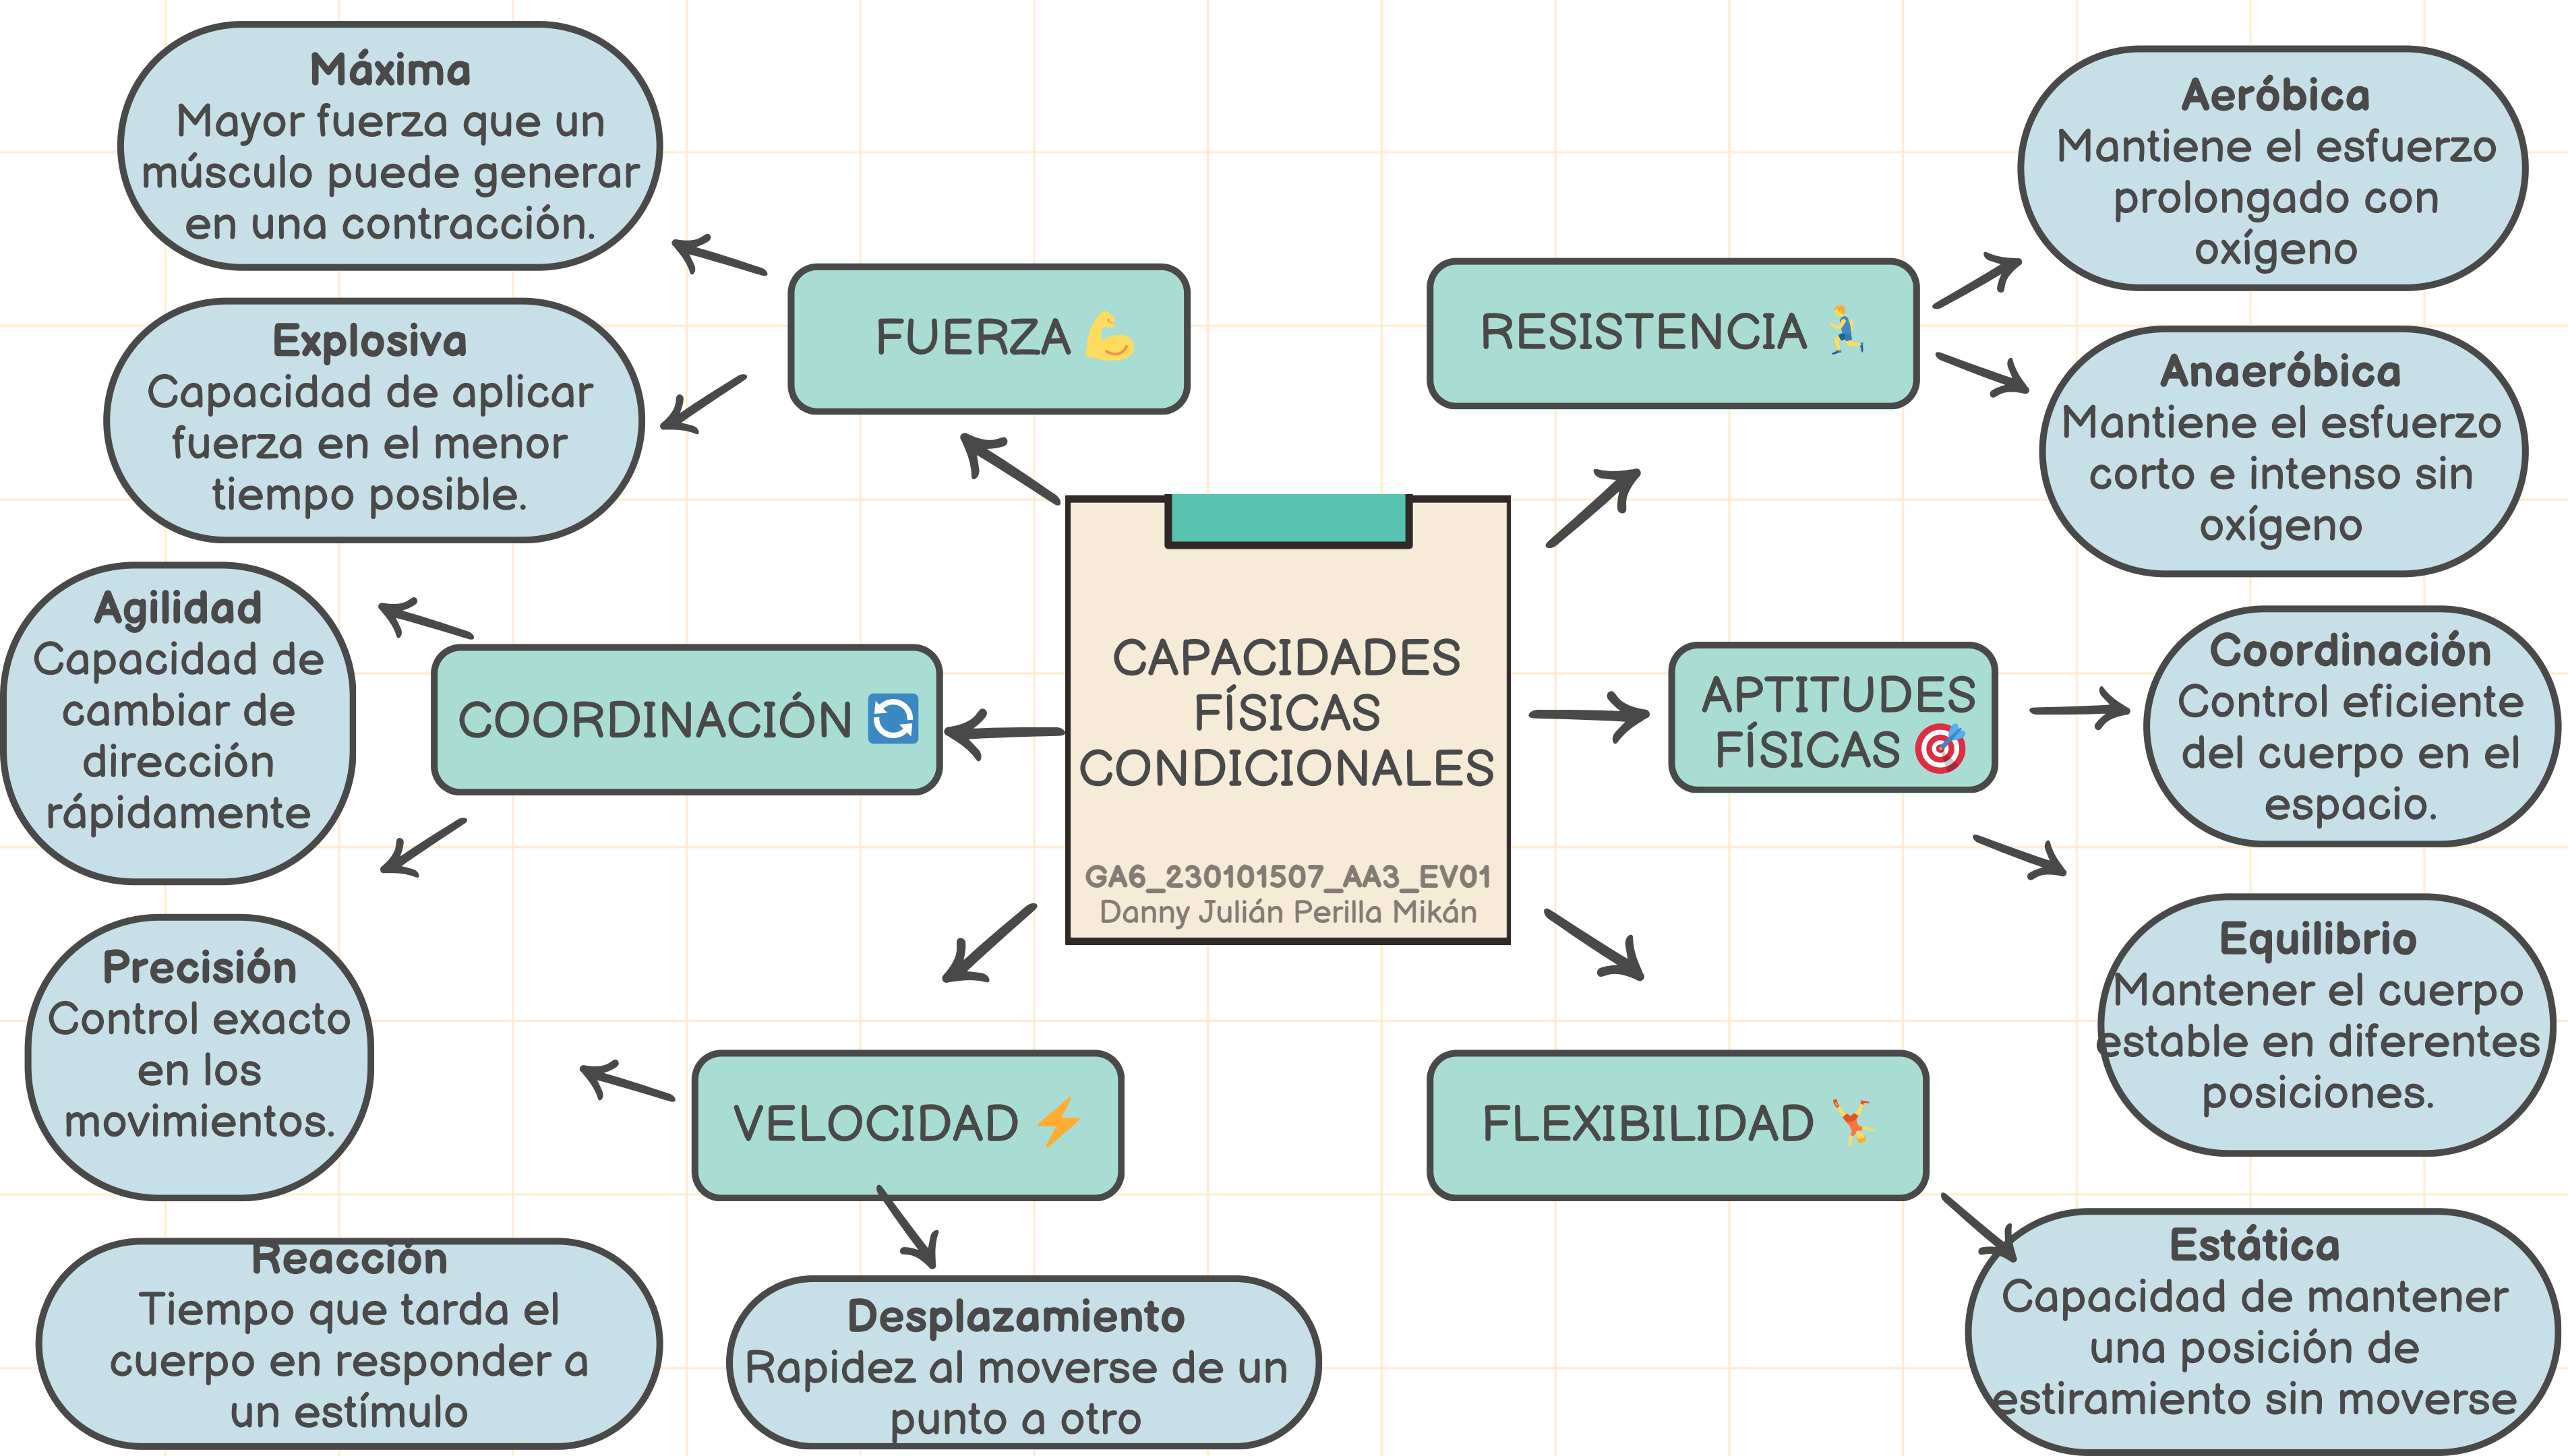 Máxima
Mayor fuerza que un
músculo puede generar
en una contracción.
Explosiva
Capacidad de aplicar
fuerza en el menor
tiempo posible.
FUERZA
RESISTENCIA
Aeróbica
Mantiene el esfuerzo
prolongado con
oxígeno
Anaeróbica
Mantiene el esfuerzo
corto e intenso sin
oxígeno
Agilidad
Capacidad de
cambiar de
dirección
rápidamente
COORDINACIÓN
CAPACIDADES
FÍSICAS
CONDICIONALES
GA6_230101507_AA3_EV01
Danny Julián Perilla Mikán
APTITUDES
FÍSICAS
Coordinación
Control eficiente
del cuerpo en el
espacio.
Precisión
Control exacto
en los
movimientos.
Equilibrio
Mantener el cuerpo
estable en diferentes
posiciones.
VELOCIDAD
FLEXIBILIDAD
Reacción
Tiempo que tarda el
cuerpo en responder a
un estímulo
Desplazamiento
Rapidez al moverse de un
punto a otro
Estática
Capacidad de mantener
una posición de
estiramiento sin moverse